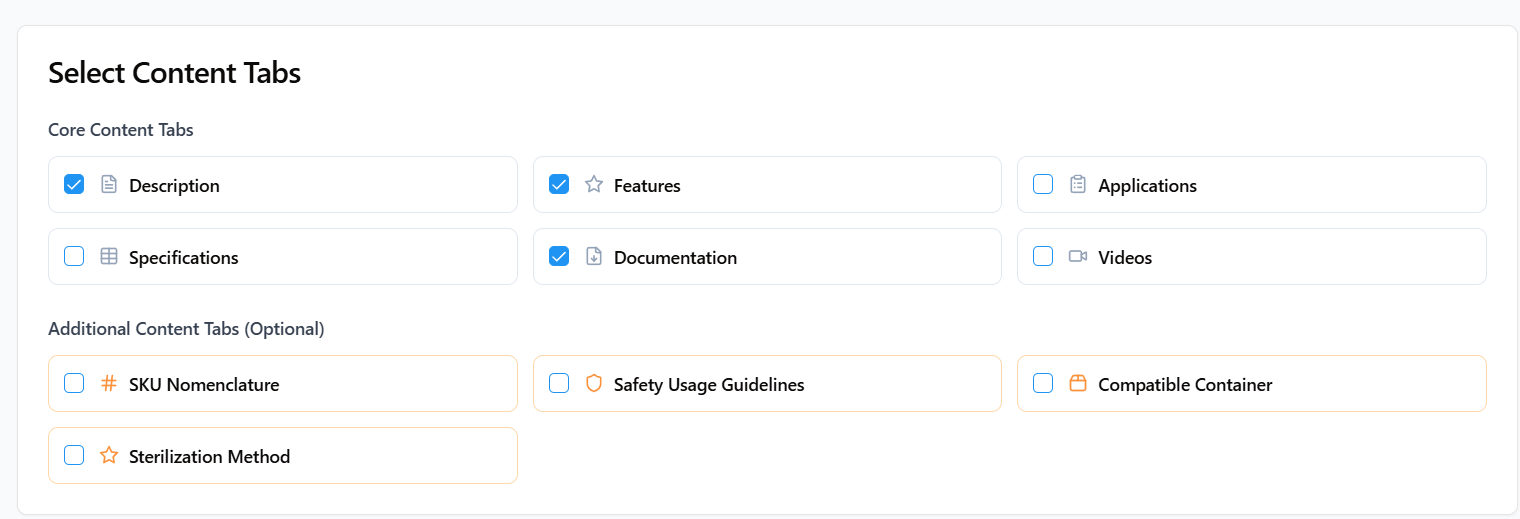 Select Content Tabs
Core Content Tabs
Description
Features
Applications
Specifications
Documentation
Videos
Additional Content Tabs (Optional)
SKU Nomenclature
Safety Usage Guidelines
Compatible Container
Sterilization Method